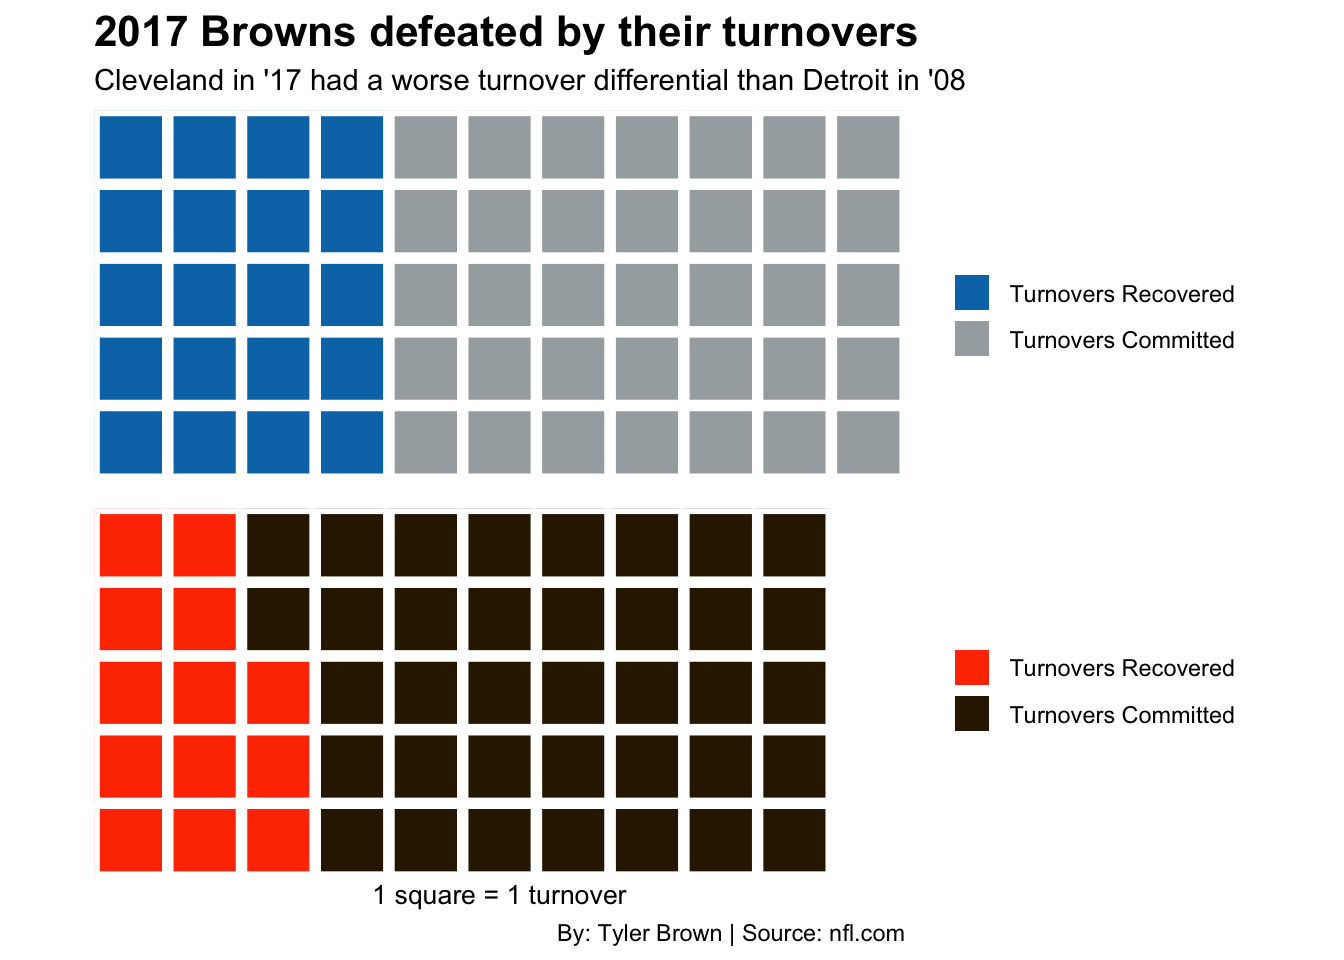 2017 Browns defeated by their turnovers
Cleveland in '17 had a worse turnover differential than Detroit in '08
Turnovers Recovered
Turnovers Committed
Turnovers Recovered
Turnovers Committed
1 square = 1 turnover
By: Tyler Brown | Source: nfl.com